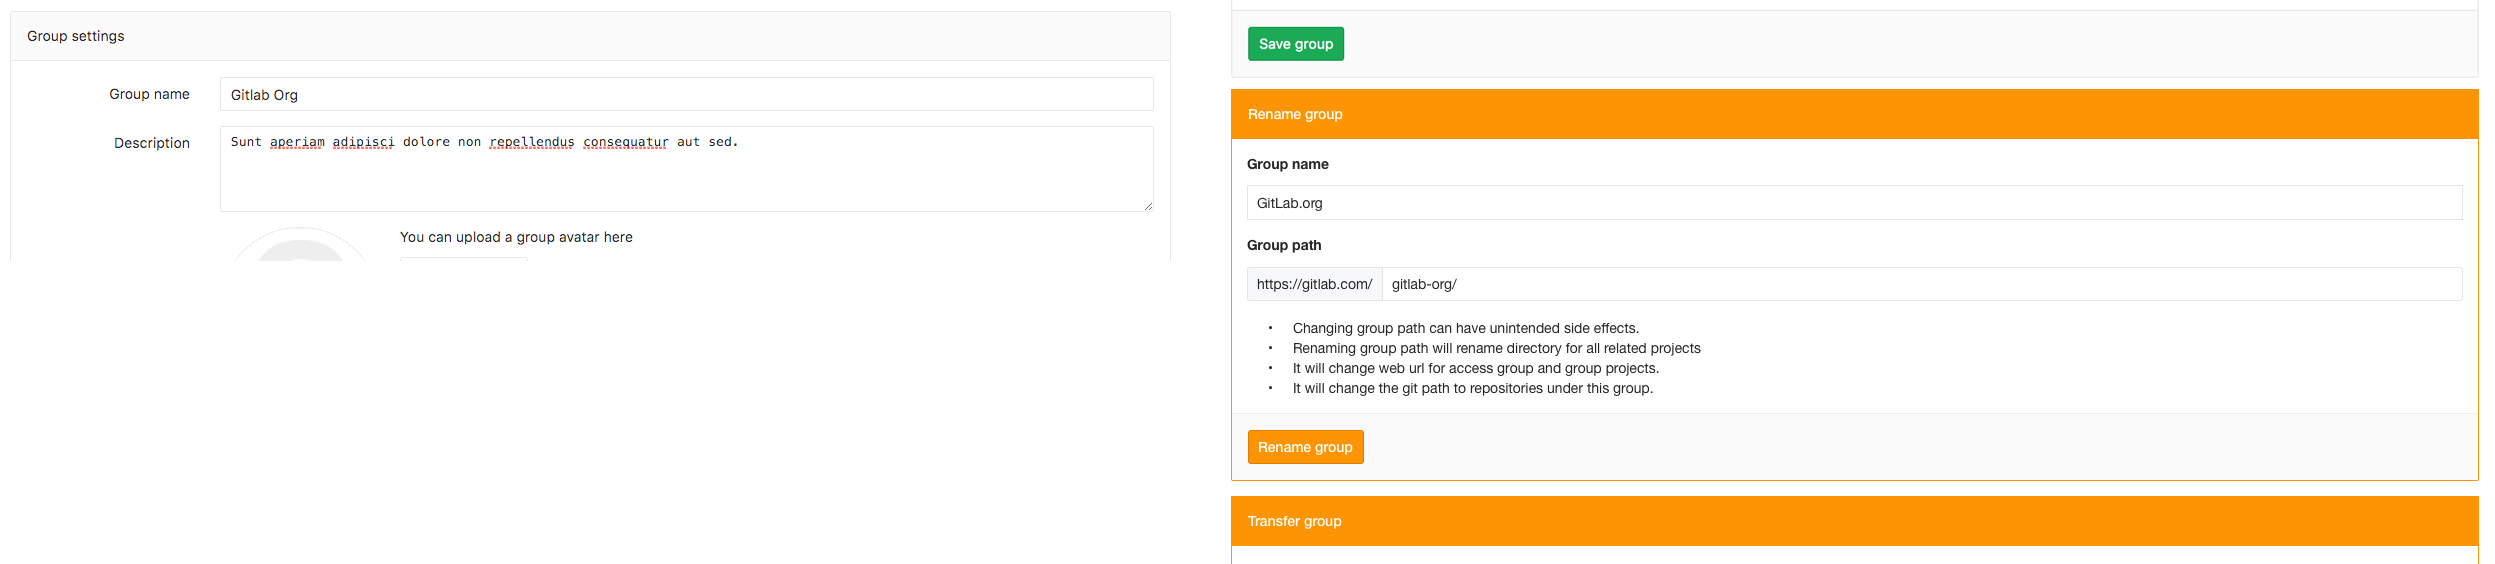 Group settings
Group name
Gitlab Org
Description
Sunt aperiam adipisci dolore non repellendus consequatur aut sed.
You can upload a group avatar here
Save group
Rename group
Group name
GitLab.org
Group path
https://gitlab.com/ gitlab-org/
• Changing group path can have unintended side effects.
• Renaming group path will rename directory for all related projects
• It will change web url for access group and group projects.
• It will change the git path to repositories under this group.
Rename group
Transfer group